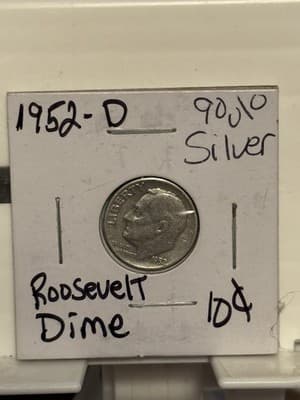 1952-D
90%
Silver
LIBERTY
Roosevelt
Dime
10¢